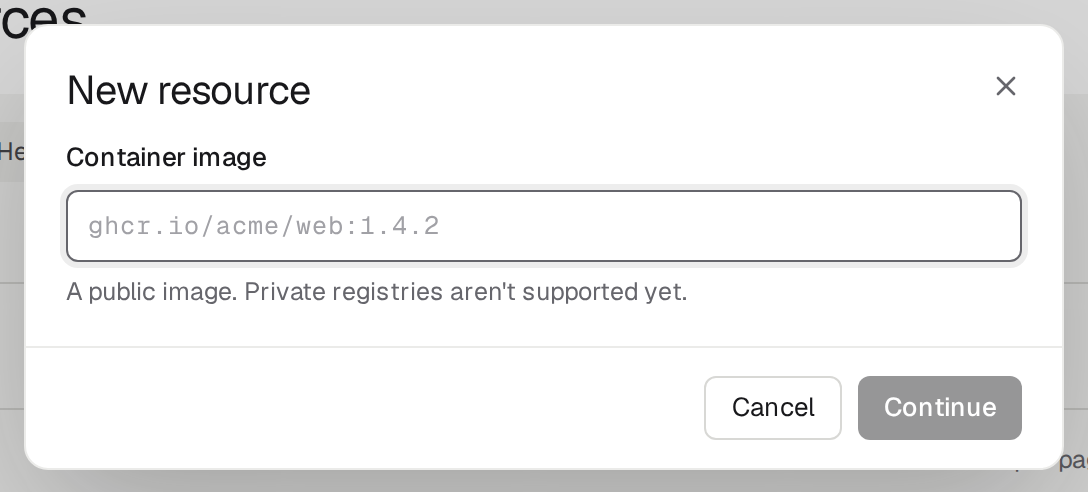 New resource
Container image
ghcr.io/acme/web:1.4.2
A public image. Private registries aren't supported yet.
Cancel
Continue